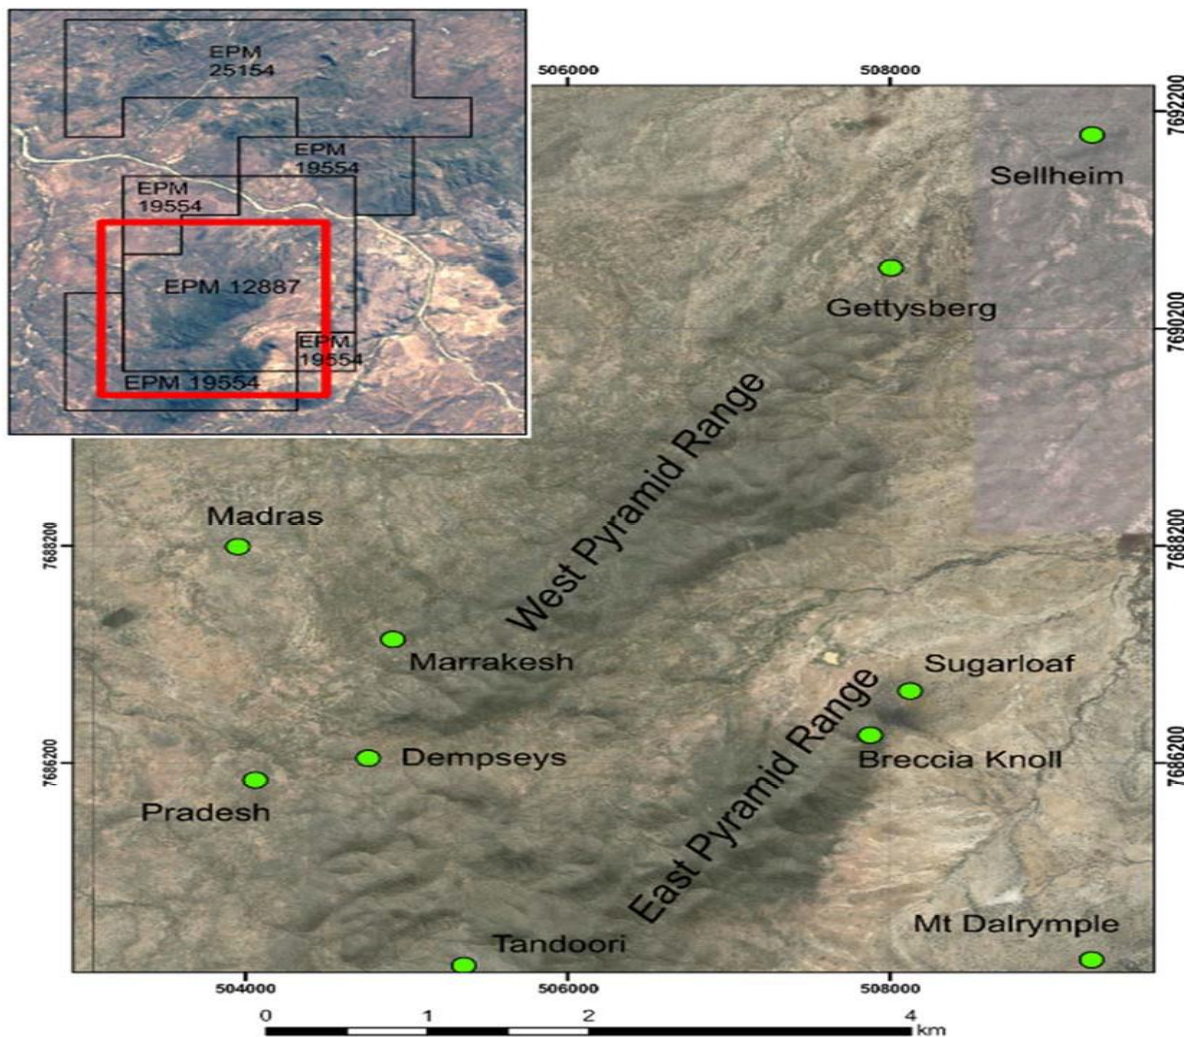 EPM
25154
EPM
19554
EPM
19554
EPM 12887
EPM
19554
EPM 19554
506000
508000
7692200
Sellheim
Gettysberg
7690200
West Pyramid Range
Madras
7688200
7688200
Marrakesh
Sugarloaf
East Pyramid Range
Dempseys
Breccia Knoll
7686200
7686200
Pradesh
Mt Dalrymple
Tandoori
504000
506000
508000
0
1
2
4
km